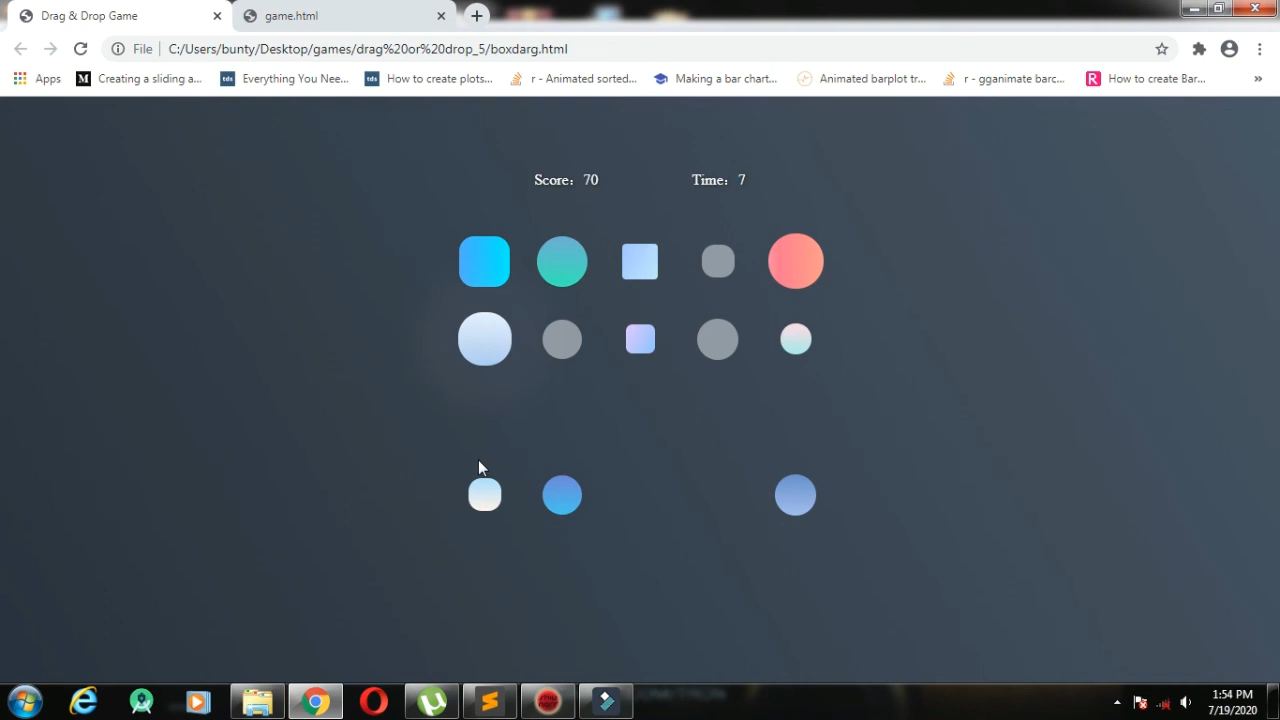 Drag & Drop Game
game.html
File
C:/Users/bunty/Desktop/games/drag%20or%20drop_5/boxdarg.html
Apps
M
Creating a sliding a...
tds
Everything You Nee...
tds
How to create plots...
r - Animated sorted...
Making a bar chart...
Animated barplot tr...
r - gganimate barc...
R
How to create Bar...
»
Score: 70
Time: 7
1:54 PM
7/19/2020